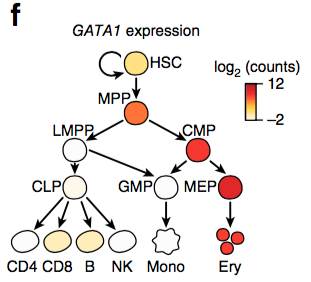 f
GATA1 expression
HSC
log2 (counts)
12
–2
MPP
LMPP
CMP
CLP
GMP
MEP
CD4 CD8 B NK Mono Ery